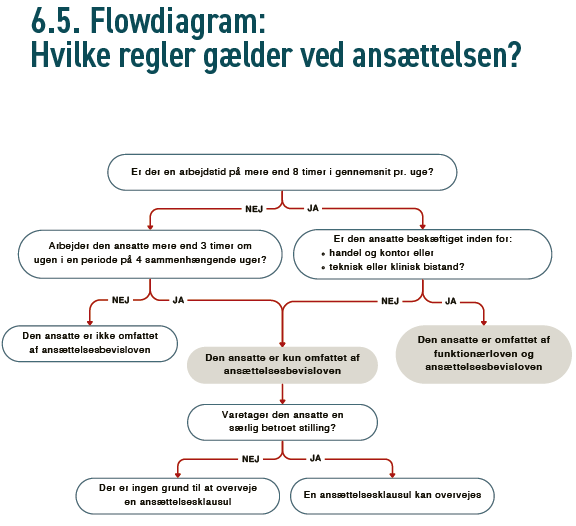 6.5. Flowdiagram:
Hvilke regler gælder ved ansættelsen?
Er der en arbejdstid på mere end 8 timer i gennemsnit pr. uge?
NEJ
JA
Arbejder den ansatte mere end 3 timer om
ugen i en periode på 4 sammenhængende uger?
Er den ansatte beskæftiget inden for:
• handel og kontor eller
• teknisk eller klinisk bistand?
NEJ
JA
NEJ
JA
Den ansatte er ikke omfattet
af ansættelsesbevisloven
Den ansatte er kun omfattet af
ansættelsesbevisloven
Den ansatte er omfattet af
funktionærloven og
ansættelsesbevisloven
Varetager den ansatte en
særlig betroet stilling?
NEJ
JA
Der er ingen grund til at overveje
en ansættelsesklausul
En ansættelsesklausul kan overvejes